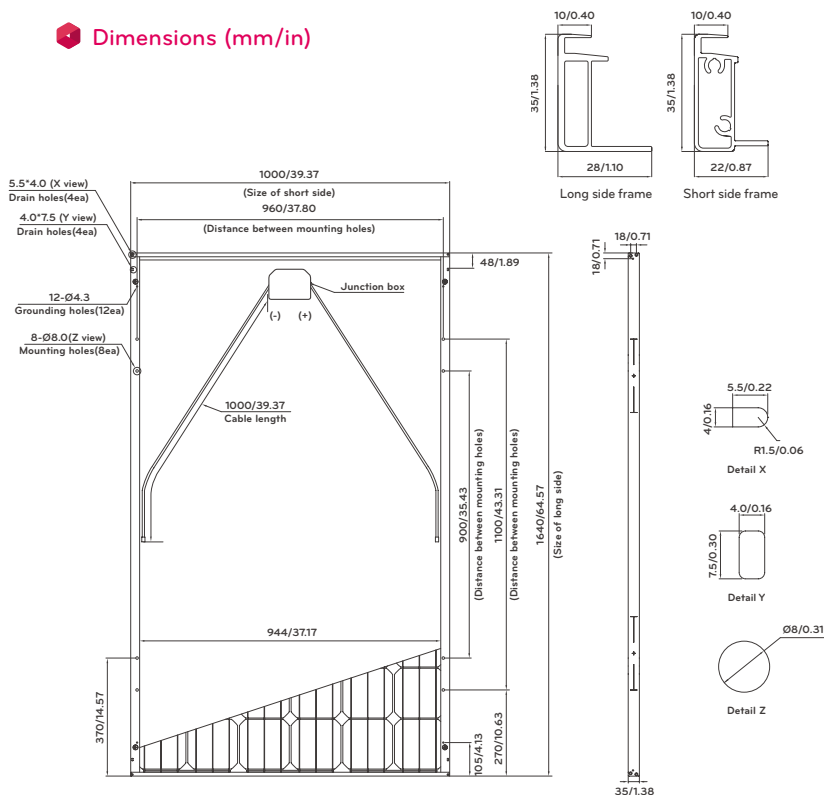 Dimensions (mm/in)
10/0.40
10/0.40
35/1.38
35/1.38
28/1.10
22/0.87
Long side frame
Short side frame
1000/39.37
(Size of short side)
960/37.80
(Distance between mounting holes)
5.5*4.0 (X view)
Drain holes(4ea)
4.0*7.5 (Y view)
Drain holes(4ea)
12-Ø4.3
Grounding holes(12ea)
8-Ø8.0(Z view)
Mounting holes(8ea)
48/1.89
Junction box
(-)
(+)
1000/39.37
Cable length
900/35.43
(Distance between mounting holes)
1100/43.31
(Distance between mounting holes)
1640/64.57
(Size of long side)
944/37.17
370/14.57
105/4.13
270/10.63
18/0.71
18/0.71
35/1.38
5.5/0.22
4/0.16
R1.5/0.06
Detail X
4.0/0.16
7.5/0.30
Detail Y
Ø8/0.31
Detail Z